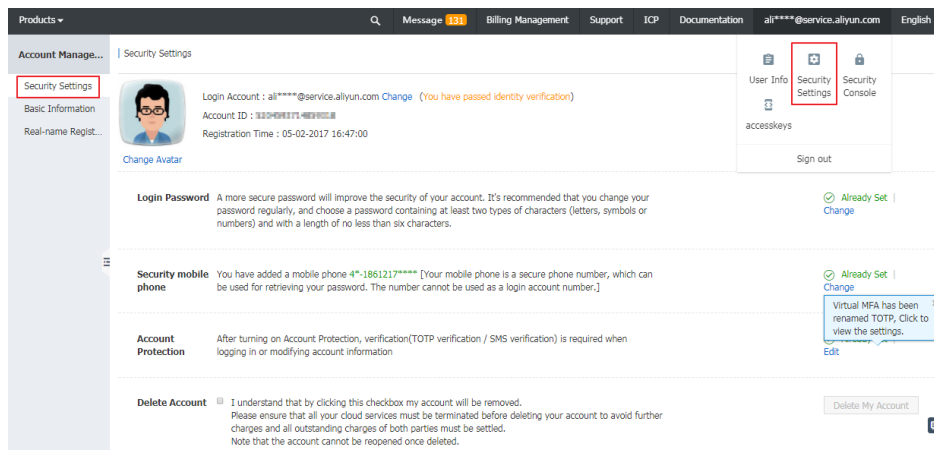 Products
Message 131
Billing Management
Support
ICP
Documentation
ali****@service.aliyun.com
English
Account Manage...
Security Settings
Basic Information
Real-name Regist...
Security Settings
Login Account : ali****@service.aliyun.com Change (You have passed identity verification)
Account ID :
Registration Time : 05-02-2017 16:47:00
Change Avatar
User Info
Security Settings
Security Console
accesskeys
Sign out
Login Password
A more secure password will improve the security of your account. It's recommended that you change your
password regularly, and choose a password containing at least two types of characters (letters, symbols or
numbers) and with a length of no less than six characters.
Already Set
Change
Security mobile
phone
You have added a mobile phone 4*-1861217**** [Your mobile phone is a secure phone number, which can
be used for retrieving your password. The number cannot be used as a login account number.]
Already Set
Change
Virtual MFA has
been renamed TOTP, Click to
view the settings.
Account
Protection
After turning on Account Protection, verification(TOTP verification / SMS verification) is required when
logging in or modifying account information
Edit
Delete Account
I understand that by clicking this checkbox my account will be removed.
Please ensure that all your cloud services must be terminated before deleting your account to avoid further
charges and all outstanding charges of both parties must be settled.
Note that the account cannot be reopened once deleted.
Delete My Account